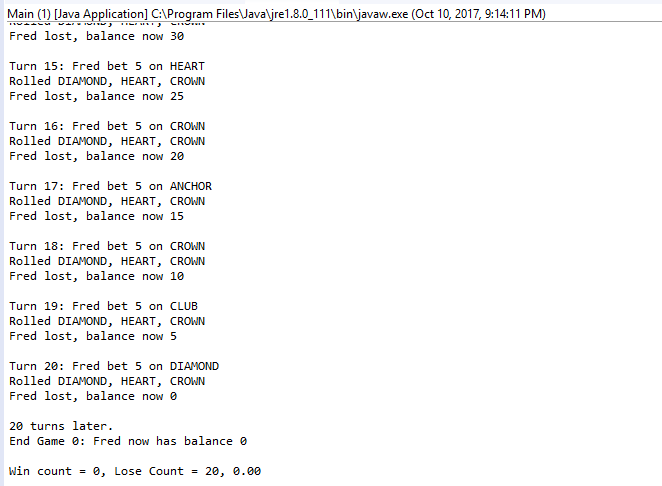 Main (1) [Java Application] C:\Program Files\Java\jre1.8.0_111\bin\javaw.exe (Oct 10, 2017, 9:14:11 PM)
Rolled DIAMOND, HEART, CROWN
Fred lost, balance now 30
Turn 15: Fred bet 5 on HEART
Rolled DIAMOND, HEART, CROWN
Fred lost, balance now 25
Turn 16: Fred bet 5 on CROWN
Rolled DIAMOND, HEART, CROWN
Fred lost, balance now 20
Turn 17: Fred bet 5 on ANCHOR
Rolled DIAMOND, HEART, CROWN
Fred lost, balance now 15
Turn 18: Fred bet 5 on CROWN
Rolled DIAMOND, HEART, CROWN
Fred lost, balance now 10
Turn 19: Fred bet 5 on CLUB
Rolled DIAMOND, HEART, CROWN
Fred lost, balance now 5
Turn 20: Fred bet 5 on DIAMOND
Rolled DIAMOND, HEART, CROWN
Fred lost, balance now 0
20 turns later.
End Game 0: Fred now has balance 0
Win count = 0, Lose Count = 20, 0.00